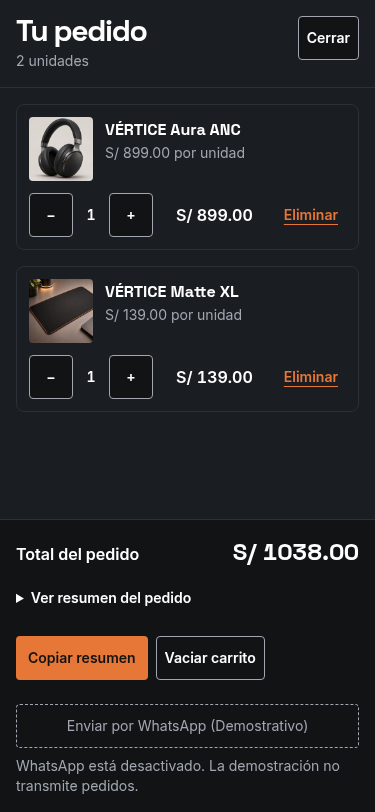 Tu pedido
Cerrar
2 unidades
VÉRTICE Aura ANC
S/ 899.00 por unidad
− 1 + S/ 899.00 Eliminar
VÉRTICE Matte XL
S/ 139.00 por unidad
− 1 + S/ 139.00 Eliminar
Total del pedido S/ 1038.00
Ver resumen del pedido
Copiar resumen Vaciar carrito
Enviar por WhatsApp (Demostrativo)
WhatsApp está desactivado. La demostración no
transmite pedidos.